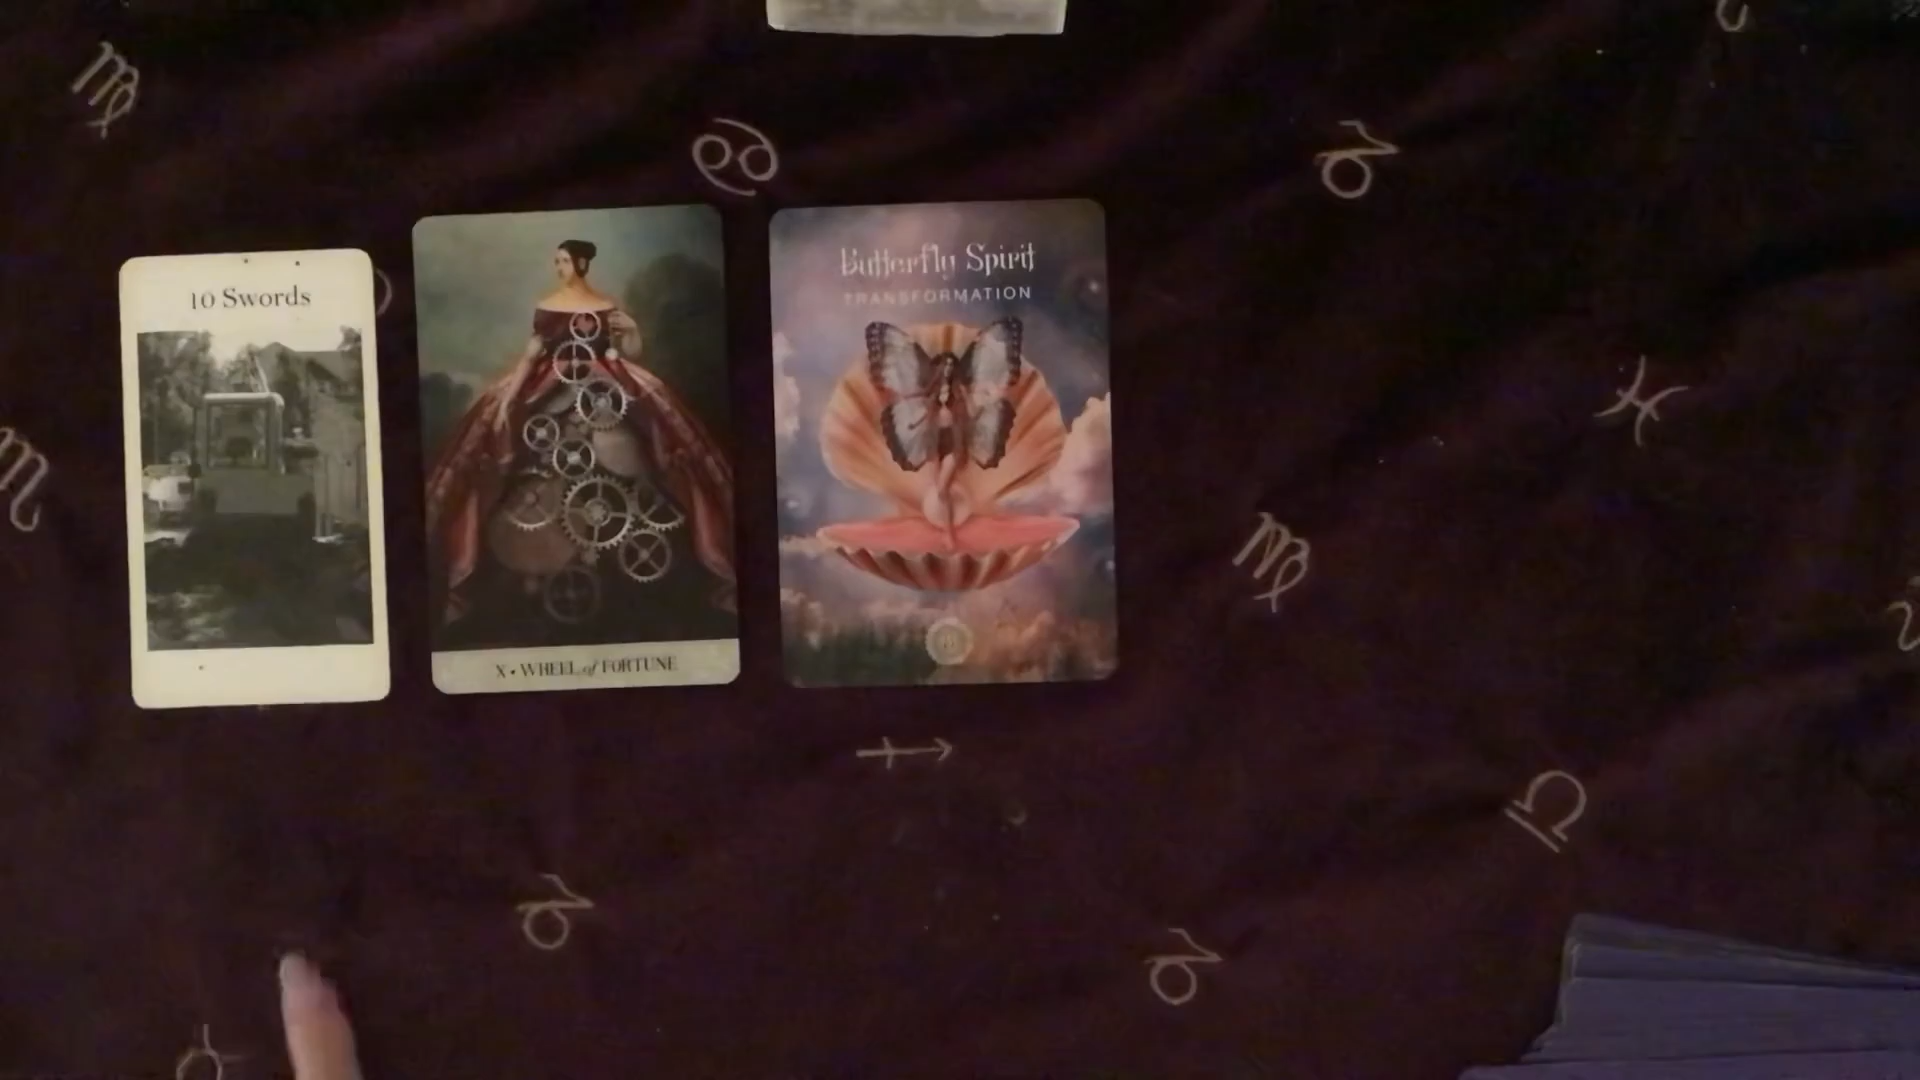 10 Swords
X • WHEEL of FORTUNE
Butterfly Spirit
TRANSFORMATION